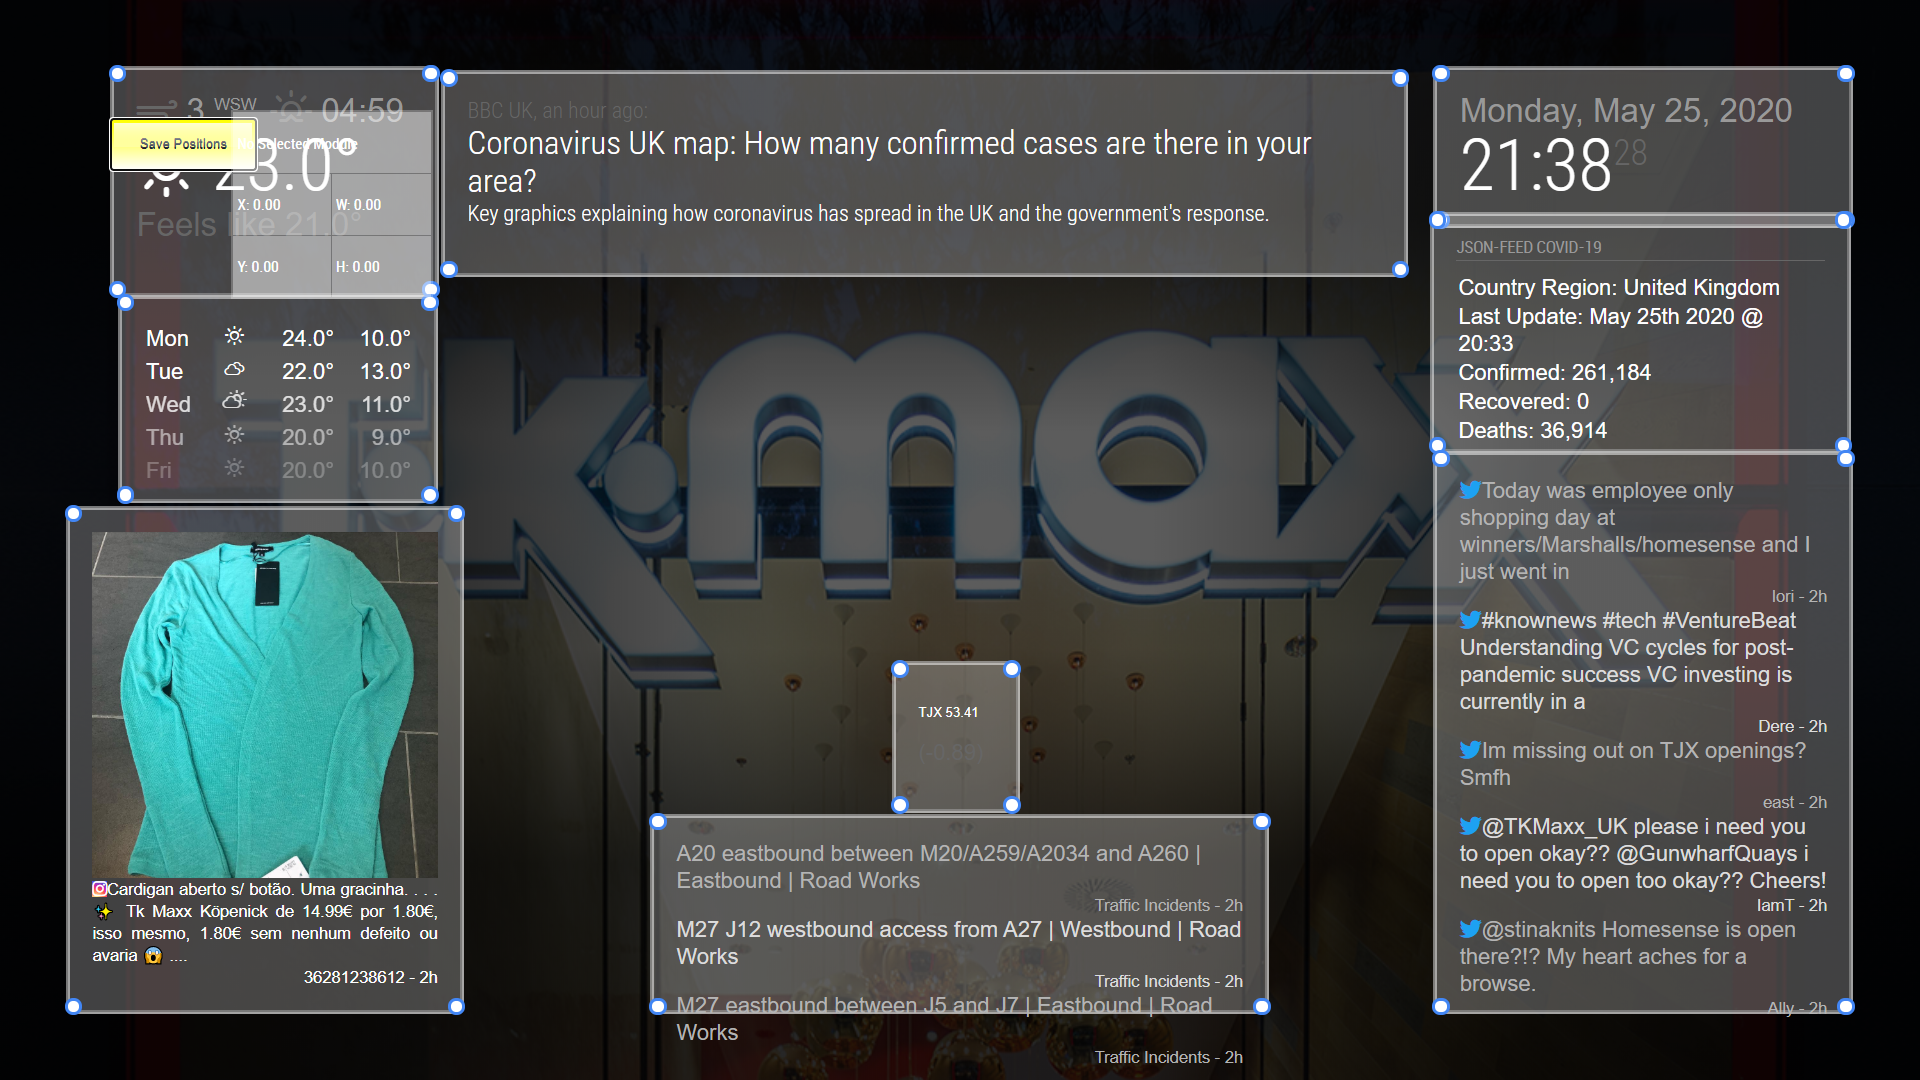 3 WSW 04:59
Save Positions
Selected Module
23.0°
X: 0.00 W: 0.00
Feels like 21.0°
Y: 0.00 H: 0.00
Mon 24.0° 10.0°
Tue 22.0° 13.0°
Wed 23.0° 11.0°
Thu 20.0° 9.0°
Fri 20.0° 10.0°
Cardigan aberto s/ botão. Uma gracinha. . . .
✨ Tk Maxx Köpenick de 14.99€ por 1.80€,
isso mesmo, 1.80€ sem nenhum defeito ou
avaria 😱 ....
36281238612 - 2h
BBC UK, an hour ago:
Coronavirus UK map: How many confirmed cases are there in your
area?
Key graphics explaining how coronavirus has spread in the UK and the government's response.
TK maxx
TJX 53.41
(-0.89)
A20 eastbound between M20/A259/A2034 and A260 |
Eastbound | Road Works
Traffic Incidents - 2h
M27 J12 westbound access from A27 | Westbound | Road
Works
Traffic Incidents - 2h
M27 eastbound between J5 and J7 | Eastbound | Road
Works
Traffic Incidents - 2h
Monday, May 25, 2020
21:38 28
JSON-FEED COVID-19
Country Region: United Kingdom
Last Update: May 25th 2020 @
20:33
Confirmed: 261,184
Recovered: 0
Deaths: 36,914
Today was employee only
shopping day at
winners/Marshalls/homesense and I
just went in
lori - 2h
#knownews #tech #VentureBeat
Understanding VC cycles for post-
pandemic success VC investing is
currently in a
Dere - 2h
Im missing out on TJX openings?
Smfh
east - 2h
@TKMaxx_UK please i need you
to open okay?? @GunwharfQuays i
need you to open too okay?? Cheers!
IamT - 2h
@stinaknits Homesense is open
there?!? My heart aches for a
browse.
Ally - 2h